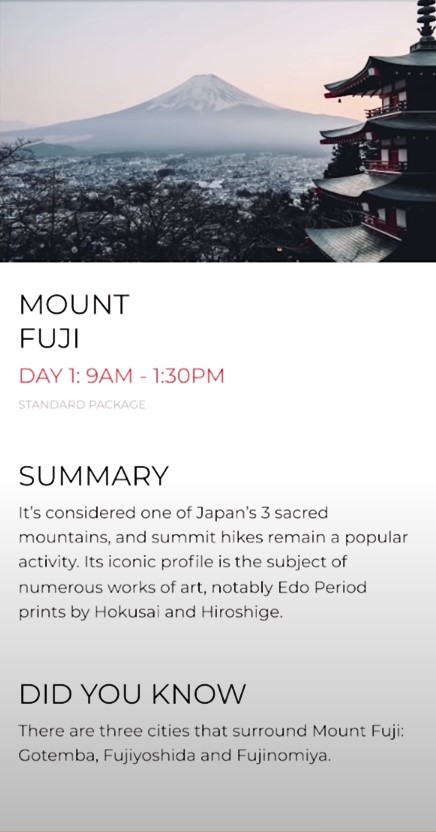 MOUNT
FUJI
DAY 1: 9AM - 1:30PM
STANDARD PACKAGE
SUMMARY
It’s considered one of Japan’s 3 sacred
mountains, and summit hikes remain a popular
activity. Its iconic profile is the subject of
numerous works of art, notably Edo Period
prints by Hokusai and Hiroshige.
DID YOU KNOW
There are three cities that surround Mount Fuji:
Gotemba, Fujiyoshida and Fujinomiya.